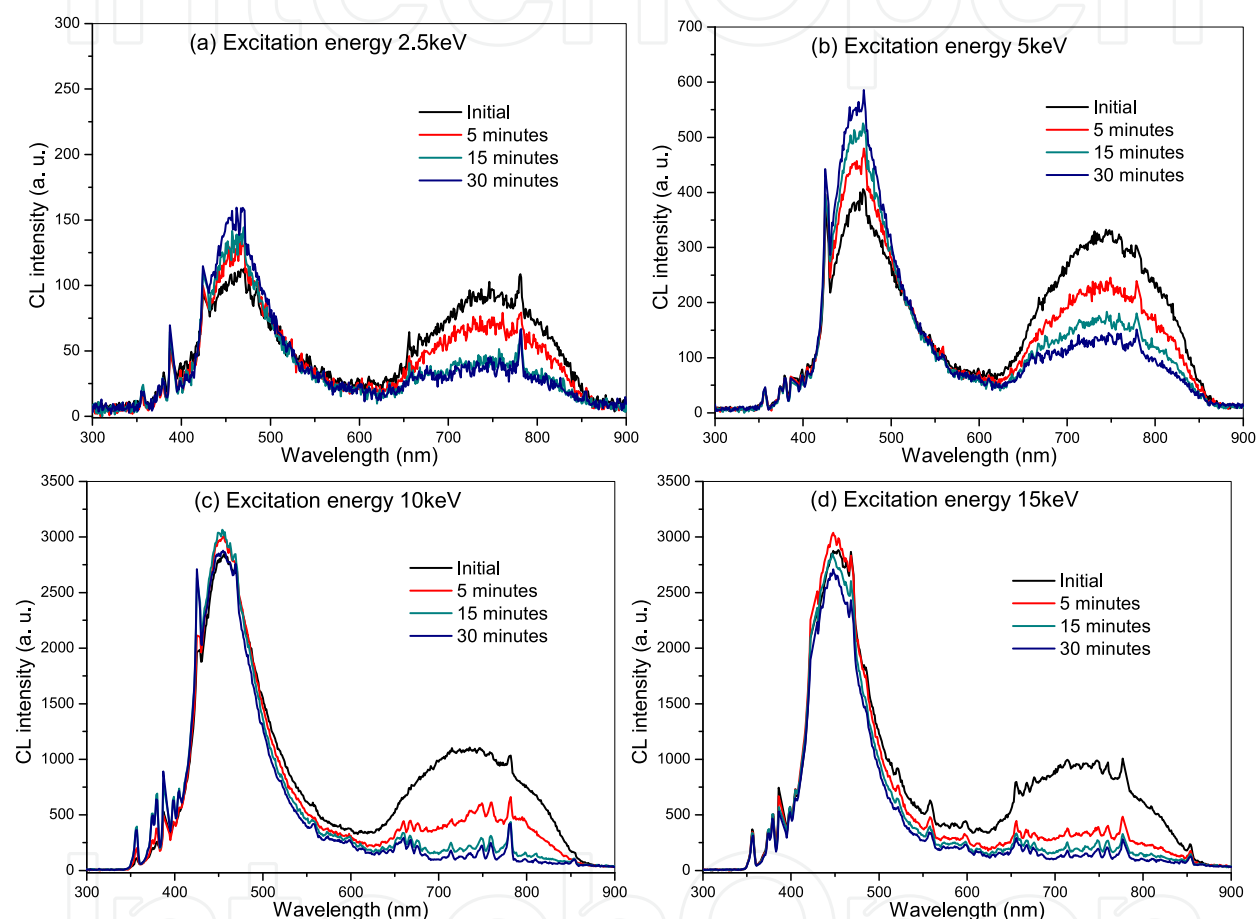 (a) Excitation energy 2.5keV
CL intensity (a. u.)
300
250
200
150
100
50
0
Initial
5 minutes
15 minutes
30 minutes
300 400 500 600 700 800 900
Wavelength (nm)
(b) Excitation energy 5keV
CL intensity (a. u.)
700
600
500
400
300
200
100
0
Initial
5 minutes
15 minutes
30 minutes
300 400 500 600 700 800 900
Wavelength (nm)
(c) Excitation energy 10keV
CL intensity (a. u.)
3500
3000
2500
2000
1500
1000
500
0
Initial
5 minutes
15 minutes
30 minutes
300 400 500 600 700 800 900
Wavelength (nm)
(d) Excitation energy 15keV
CL intensity (a. u.)
3500
3000
2500
2000
1500
1000
500
0
Initial
5 minutes
15 minutes
30 minutes
300 400 500 600 700 800 900
Wavelength (nm)